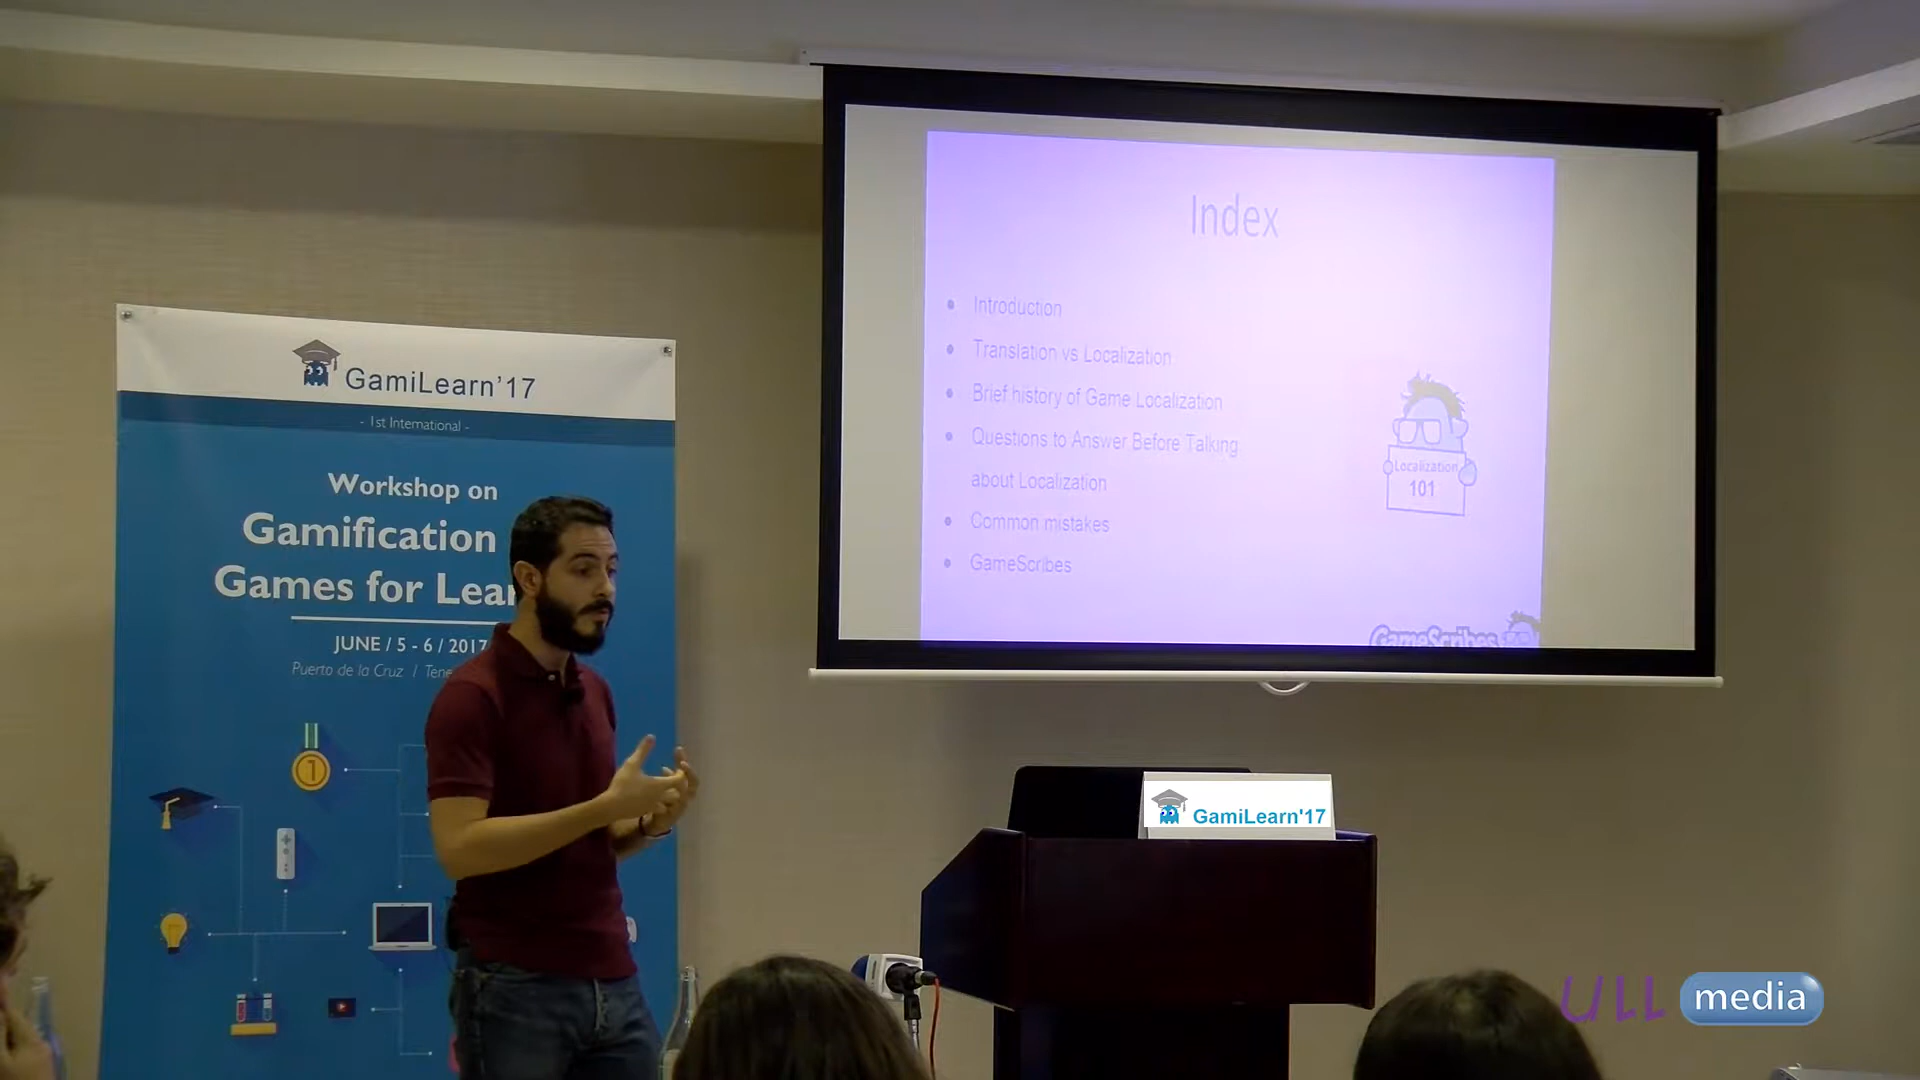 GamiLearn'17
- 1st International -
Workshop on
Gamification
Games for Lear
JUNE / 5 - 6 / 2017
Puerto de la Cruz / Tene
1
Index
• Introduction
• Translation vs Localization
• Brief history of Game Localization
• Questions to Answer Before Talking
about Localization
• Common mistakes
• GameScribes
Localization
101
GameScribes
GamiLearn'17
ULL media